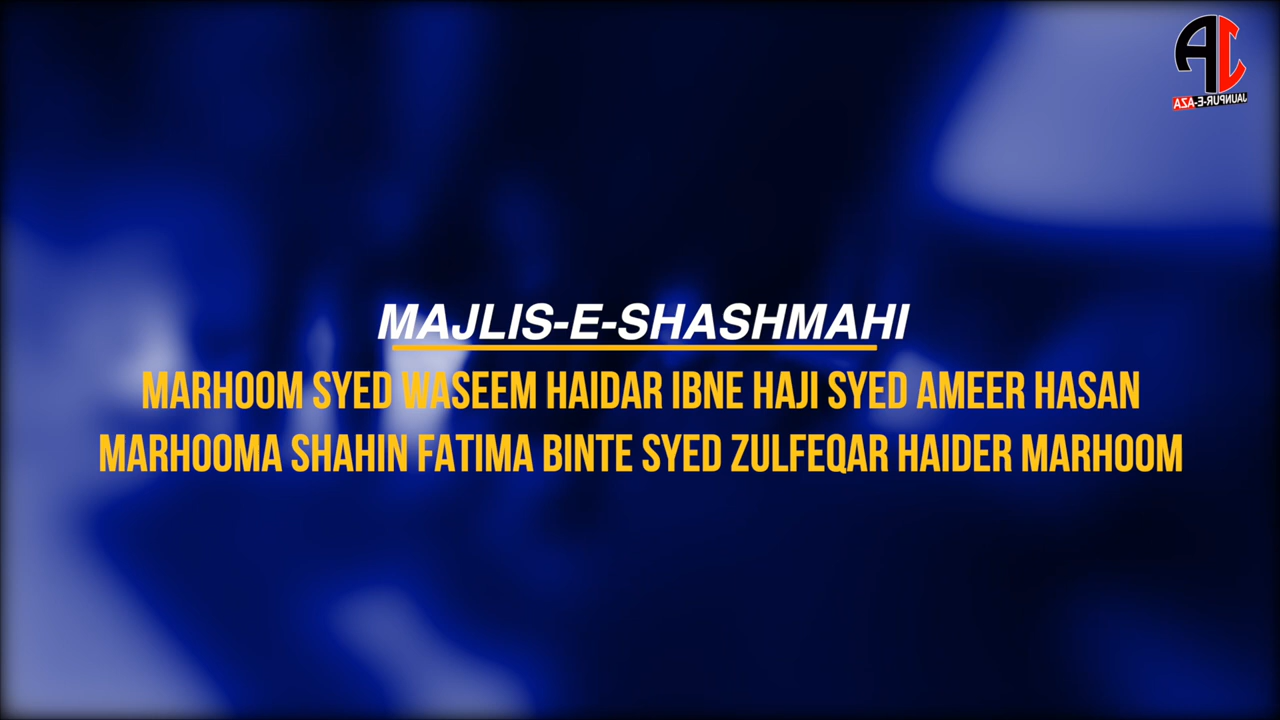 JAUNPUR-E-AZA
MAJLIS-E-SHASHMAHI
MARHOOM SYED WASEEM HAIDAR IBNE HAJI SYED AMEER HASAN
MARHOOMA SHAHIN FATIMA BINTE SYED ZULFEQAR HAIDER MARHOOM